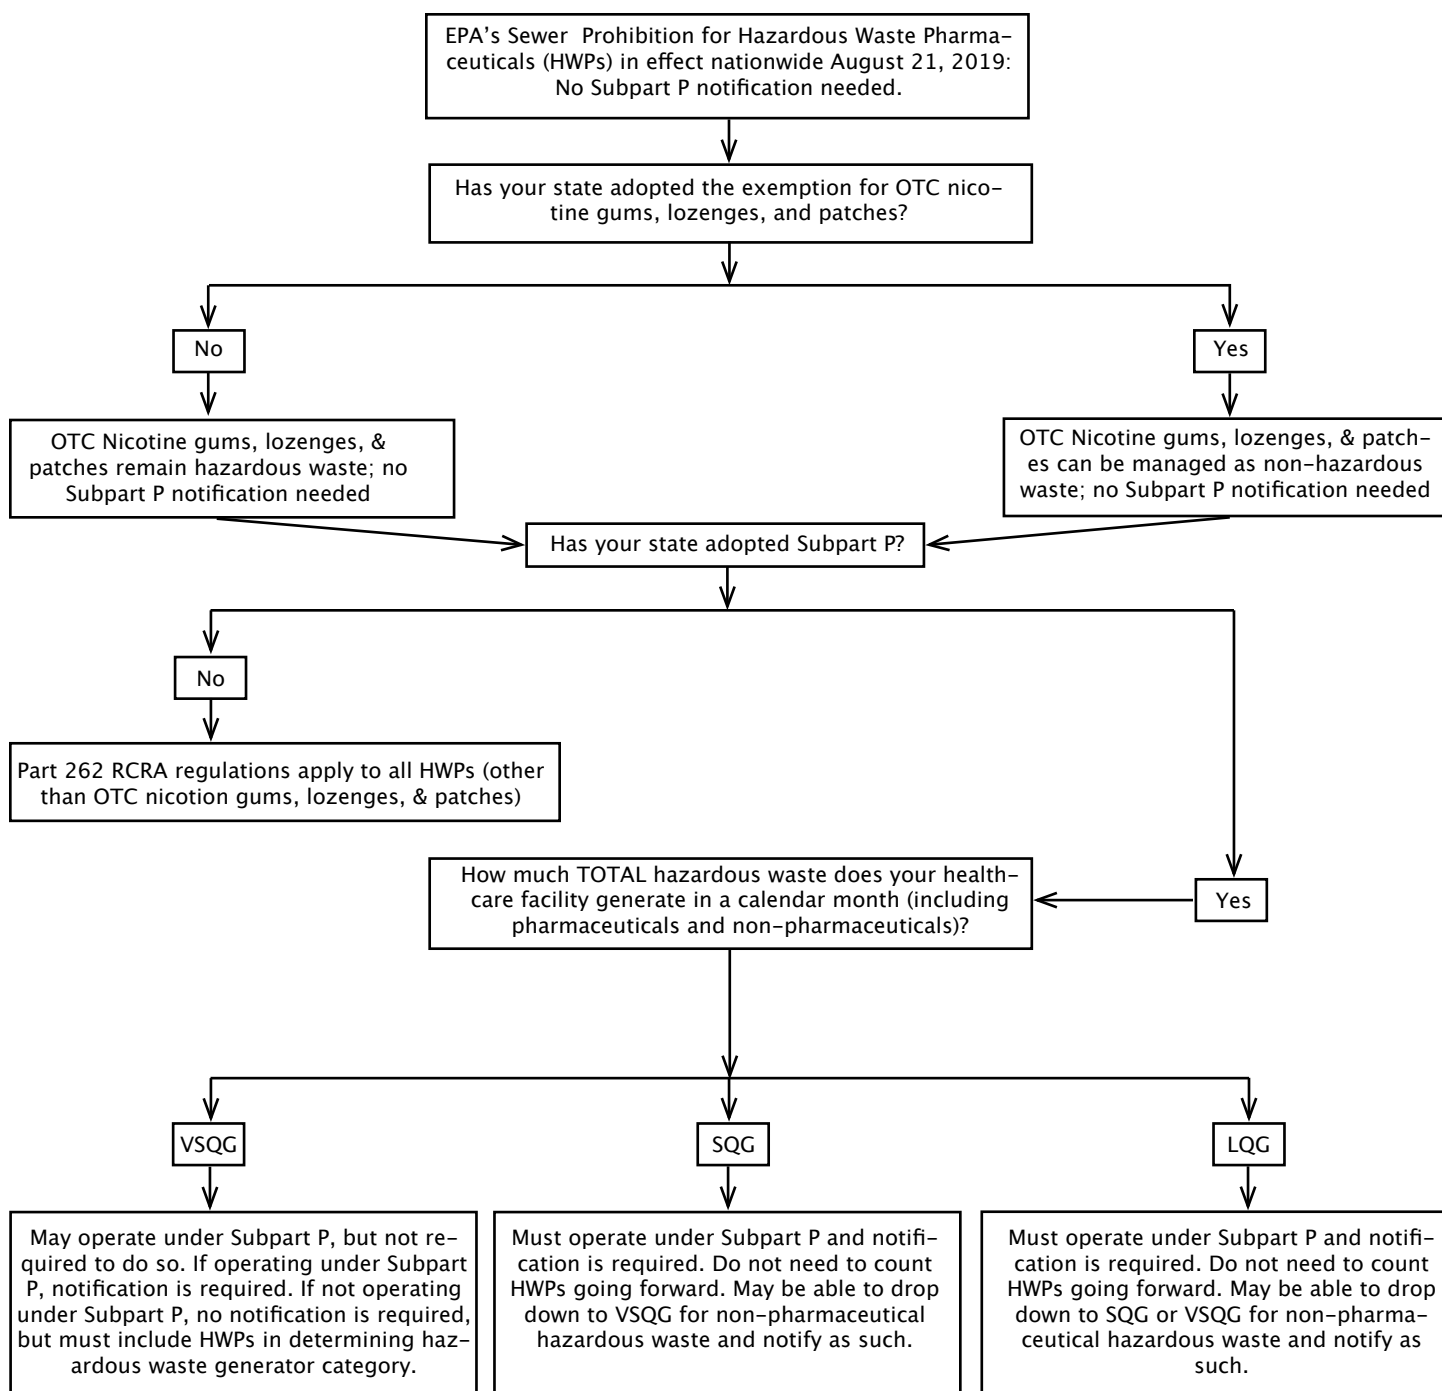 EPA’s Sewer  Prohibition for Hazardous Waste Pharma-
ceuticals (HWPs) in effect nationwide August 21, 2019:
No Subpart P notification needed.
Has your state adopted the exemption for OTC nico-
tine gums, lozenges, and patches?
No
Yes
OTC Nicotine gums, lozenges, &
patches remain hazardous waste; no
Subpart P notification needed
OTC Nicotine gums, lozenges, & patch-
es can be managed as non-hazardous
waste; no Subpart P notification needed
Has your state adopted Subpart P?
No
Part 262 RCRA regulations apply to all HWPs (other
than OTC nicotion gums, lozenges, & patches)
Yes
How much TOTAL hazardous waste does your health-
care facility generate in a calendar month (including
pharmaceuticals and non-pharmaceuticals)?
VSQG
SQG
LQG
May operate under Subpart P, but not re-
quired to do so. If operating under Subpart
P, notification is required. If not operating
under Subpart P, no notification is required,
but must include HWPs in determining haz-
ardous waste generator category.
Must operate under Subpart P and notifi-
cation is required. Do not need to count
HWPs going forward. May be able to drop
down to VSQG for non-pharmaceutical
hazardous waste and notify as such.
Must operate under Subpart P and notifi-
cation is required. Do not need to count
HWPs going forward. May be able to drop
down to SQG or VSQG for non-pharma-
ceutical hazardous waste and notify as
such.